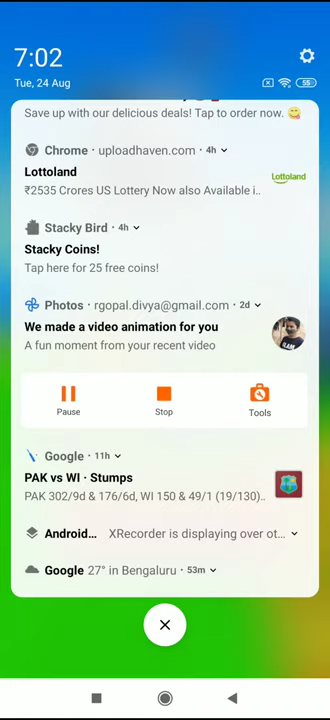 7:02
Tue, 24 Aug
55
Save up with our delicious deals! Tap to order now. 😋
Chrome • uploadhaven.com • 4h
Lottoland
₹2535 Crores US Lottery Now also Available i..
Lottoland
Stacky Bird • 4h
Stacky Coins!
Tap here for 25 free coins!
Photos • rgopal.divya@gmail.com • 2d
We made a video animation for you
A fun moment from your recent video
Pause Stop Tools
Google • 11h
PAK vs WI · Stumps
PAK 302/9d & 176/6d, WI 150 & 49/1 (19/130)..
Android... XRecorder is displaying over ot...
Google 27° in Bengaluru • 53m